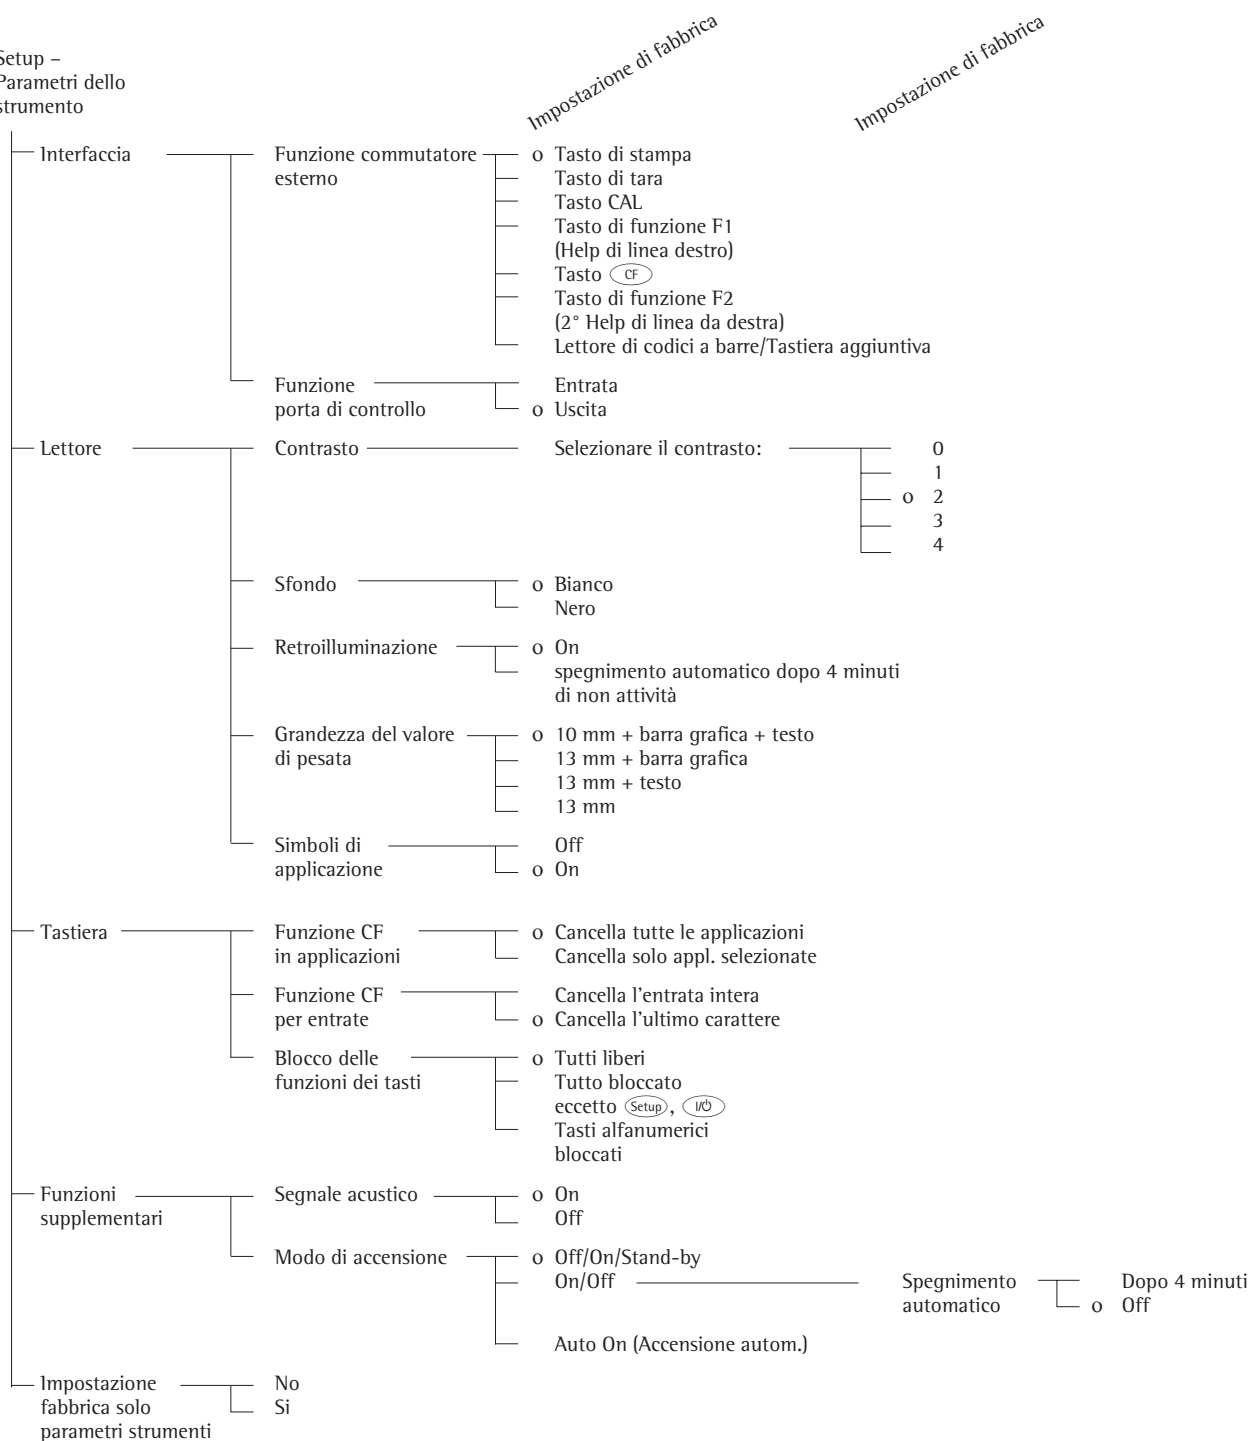 Setup –
Parametri dello
strumento
Impostazione di fabbrica
Impostazione di fabbrica
Interfaccia
Funzione commutatore
esterno
o Tasto di stampa
Tasto di tara
Tasto CAL
Tasto di funzione F1
(Help di linea destro)
Tasto CF
Tasto di funzione F2
(2° Help di linea da destra)
Lettore di codici a barre/Tastiera aggiuntiva
Funzione
porta di controllo
Entrata
o Uscita
Lettore
Contrasto
Selezionare il contrasto:
0
1
o 2
3
4
Sfondo
o Bianco
Nero
Retroilluminazione
o On
spegnimento automatico dopo 4 minuti
di non attività
Grandezza del valore
di pesata
o 10 mm + barra grafica + testo
13 mm + barra grafica
13 mm + testo
13 mm
Simboli di
applicazione
Off
o On
Tastiera
Funzione CF
in applicazioni
o Cancella tutte le applicazioni
Cancella solo appl. selezionate
Funzione CF
per entrate
Cancella l'entrata intera
o Cancella l'ultimo carattere
Blocco delle
funzioni dei tasti
o Tutti liberi
Tutto bloccato
eccetto Setup, I/⏻
Tasti alfanumerici
bloccati
Funzioni
supplementari
Segnale acustico
o On
Off
Modo di accensione
o Off/On/Stand-by
On/Off
Spegnimento
automatico
Dopo 4 minuti
o Off
Auto On (Accensione autom.)
Impostazione
fabbrica solo
parametri strumenti
No
Si